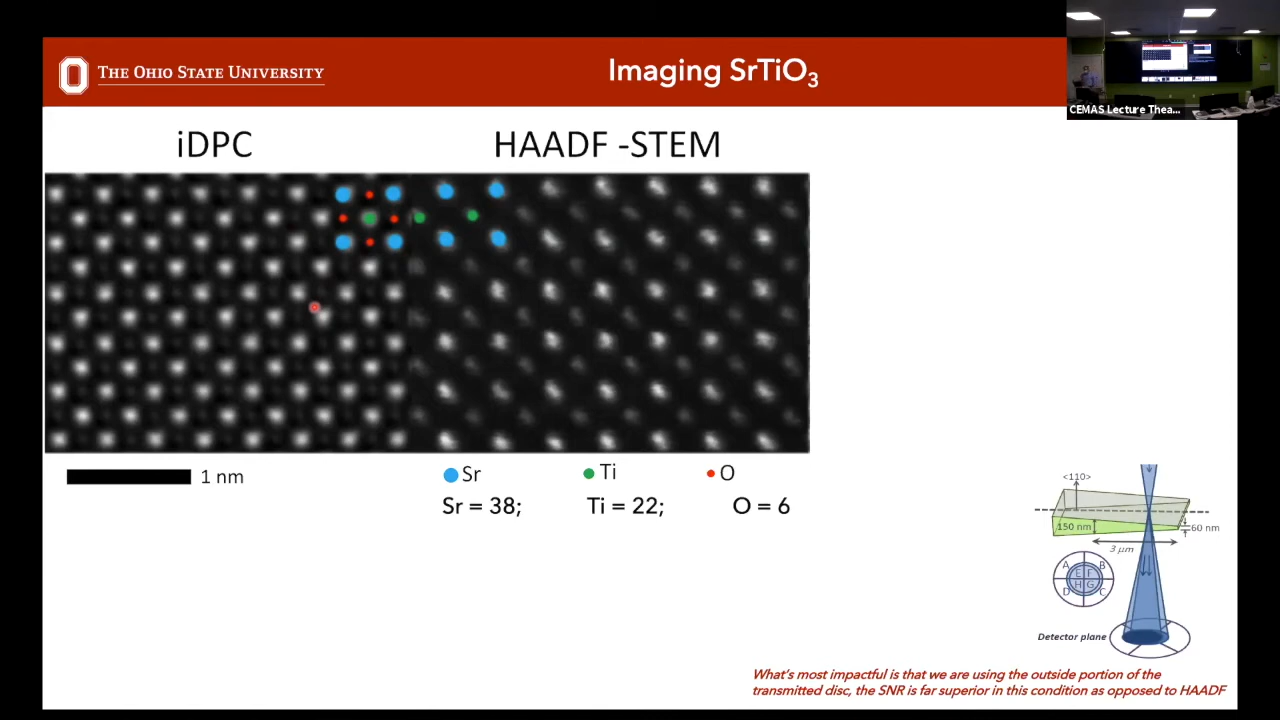 THE OHIO STATE UNIVERSITY
Imaging SrTiO₃
CEMAS Lecture Thea...
iDPC
HAADF -STEM
1 nm
Sr
Ti
O
Sr = 38;
Ti = 22;
O = 6
<110>
150 nm
60 nm
3 μm
A
B
E
F
H
G
D
C
Detector plane
What's most impactful is that we are using the outside portion of the
transmitted disc, the SNR is far superior in this condition as opposed to HAADF